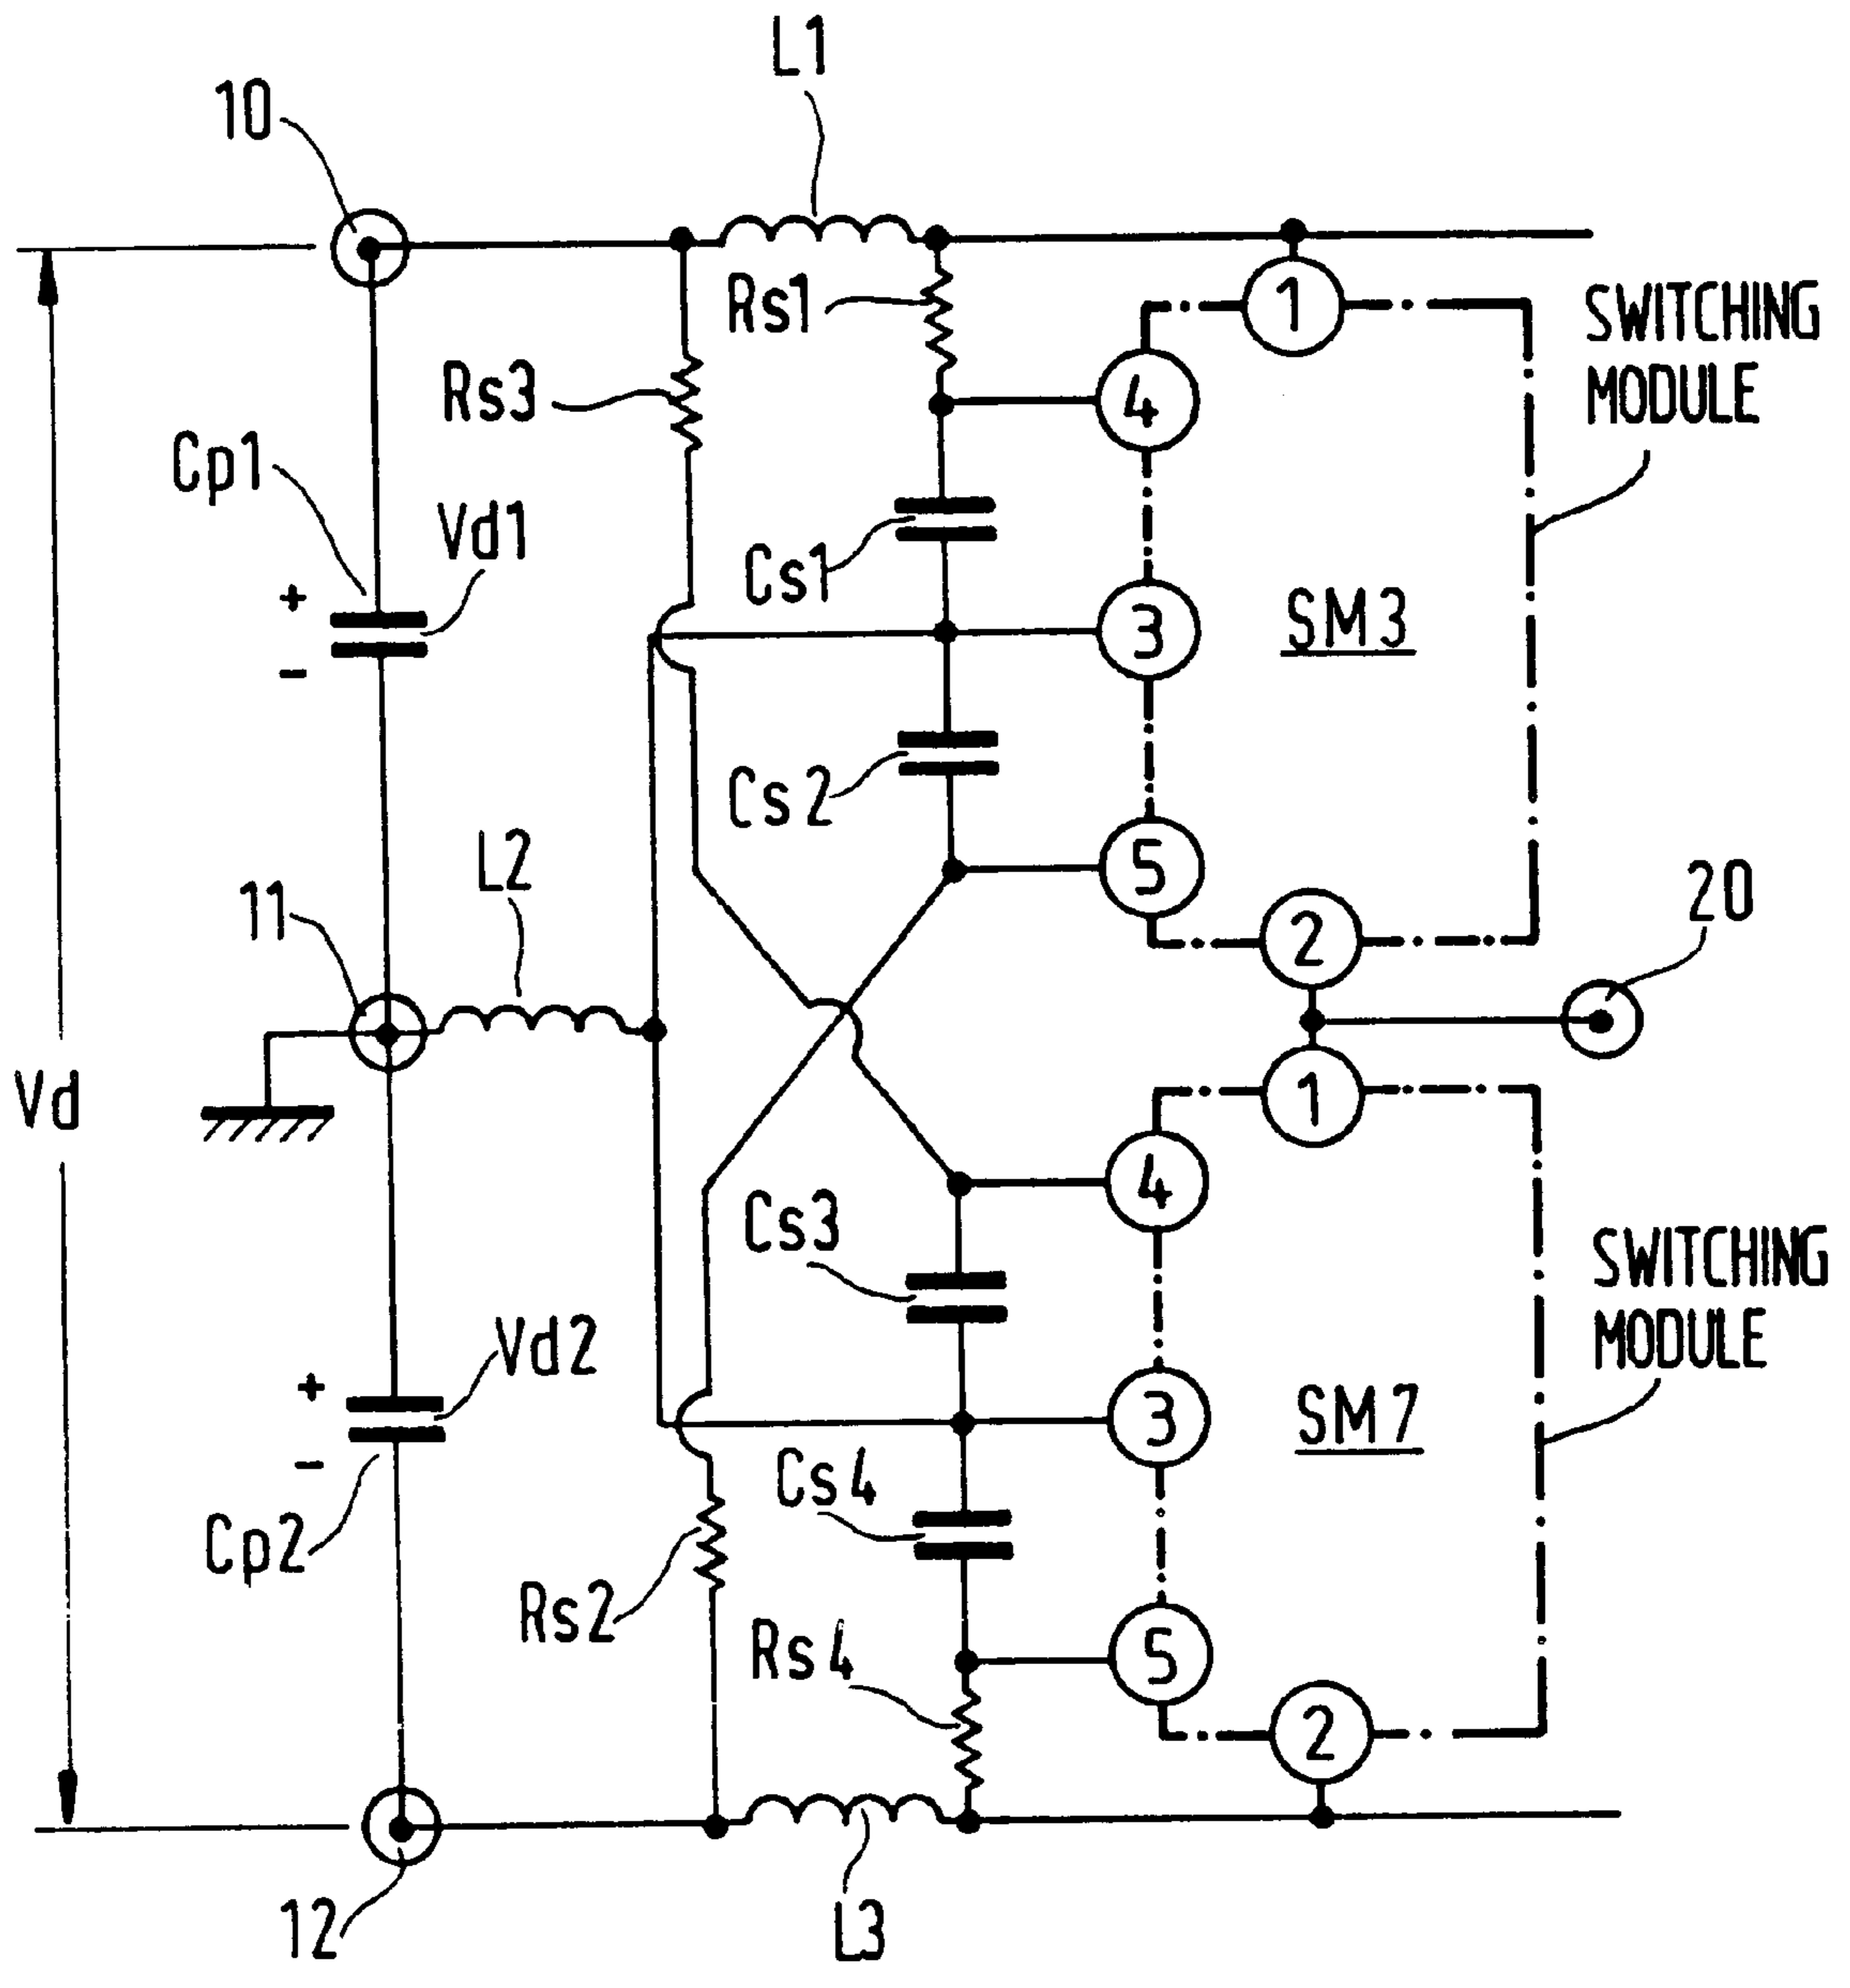 L1
10
Rs1
1
SWITCHING
MODULE
Rs3
4
Cp1
Vd1
+
-
Cs1
3
SM3
Cs2
5
L2
11
2
20
Vd
1
4
Cs3
SWITCHING
MODULE
Vd2
+
-
3
SM7
Cs4
Cp2
Rs2
Rs4
5
2
12
L3